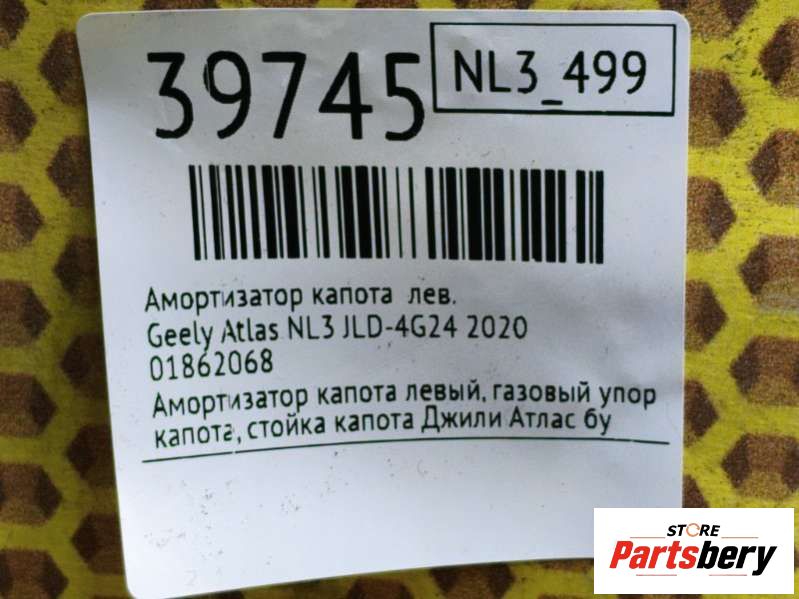 39745
NL3_499
Амортизатор капота лев.
Geely Atlas NL3 JLD-4G24 2020
01862068
Амортизатор капота левый, газовый упор
капота, стойка капота Джили Атлас бу
STORE
Partsbery